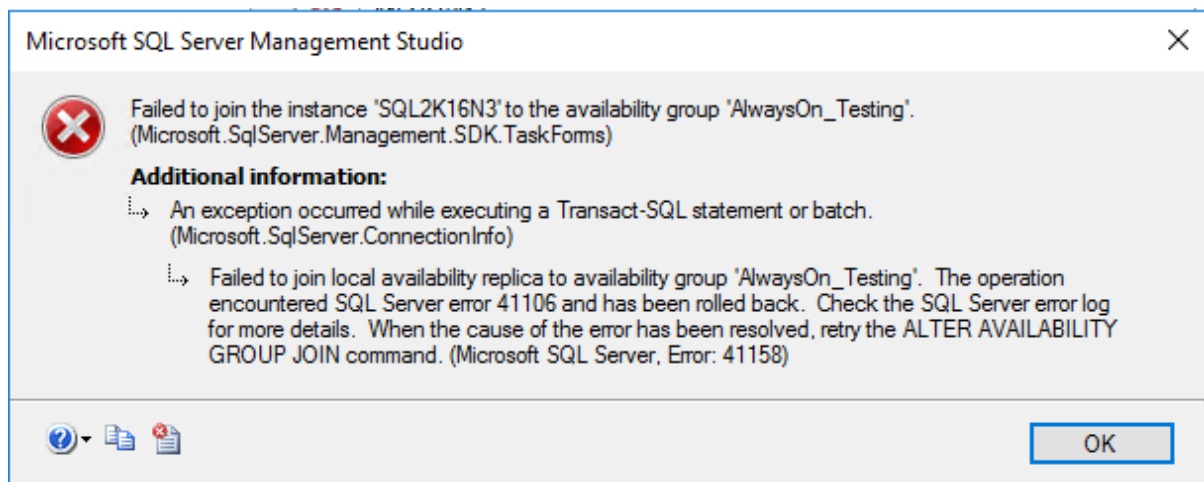 Microsoft SQL Server Management Studio
Failed to join the instance 'SQL2K16N3' to the availability group 'AlwaysOn_Testing'.
(Microsoft.SqlServer.Management.SDK.TaskForms)
Additional information:
An exception occurred while executing a Transact-SQL statement or batch.
(Microsoft.SqlServer.ConnectionInfo)
Failed to join local availability replica to availability group 'AlwaysOn_Testing'. The operation
encountered SQL Server error 41106 and has been rolled back. Check the SQL Server error log
for more details. When the cause of the error has been resolved, retry the ALTER AVAILABILITY
GROUP JOIN command. (Microsoft SQL Server, Error: 41158)
OK